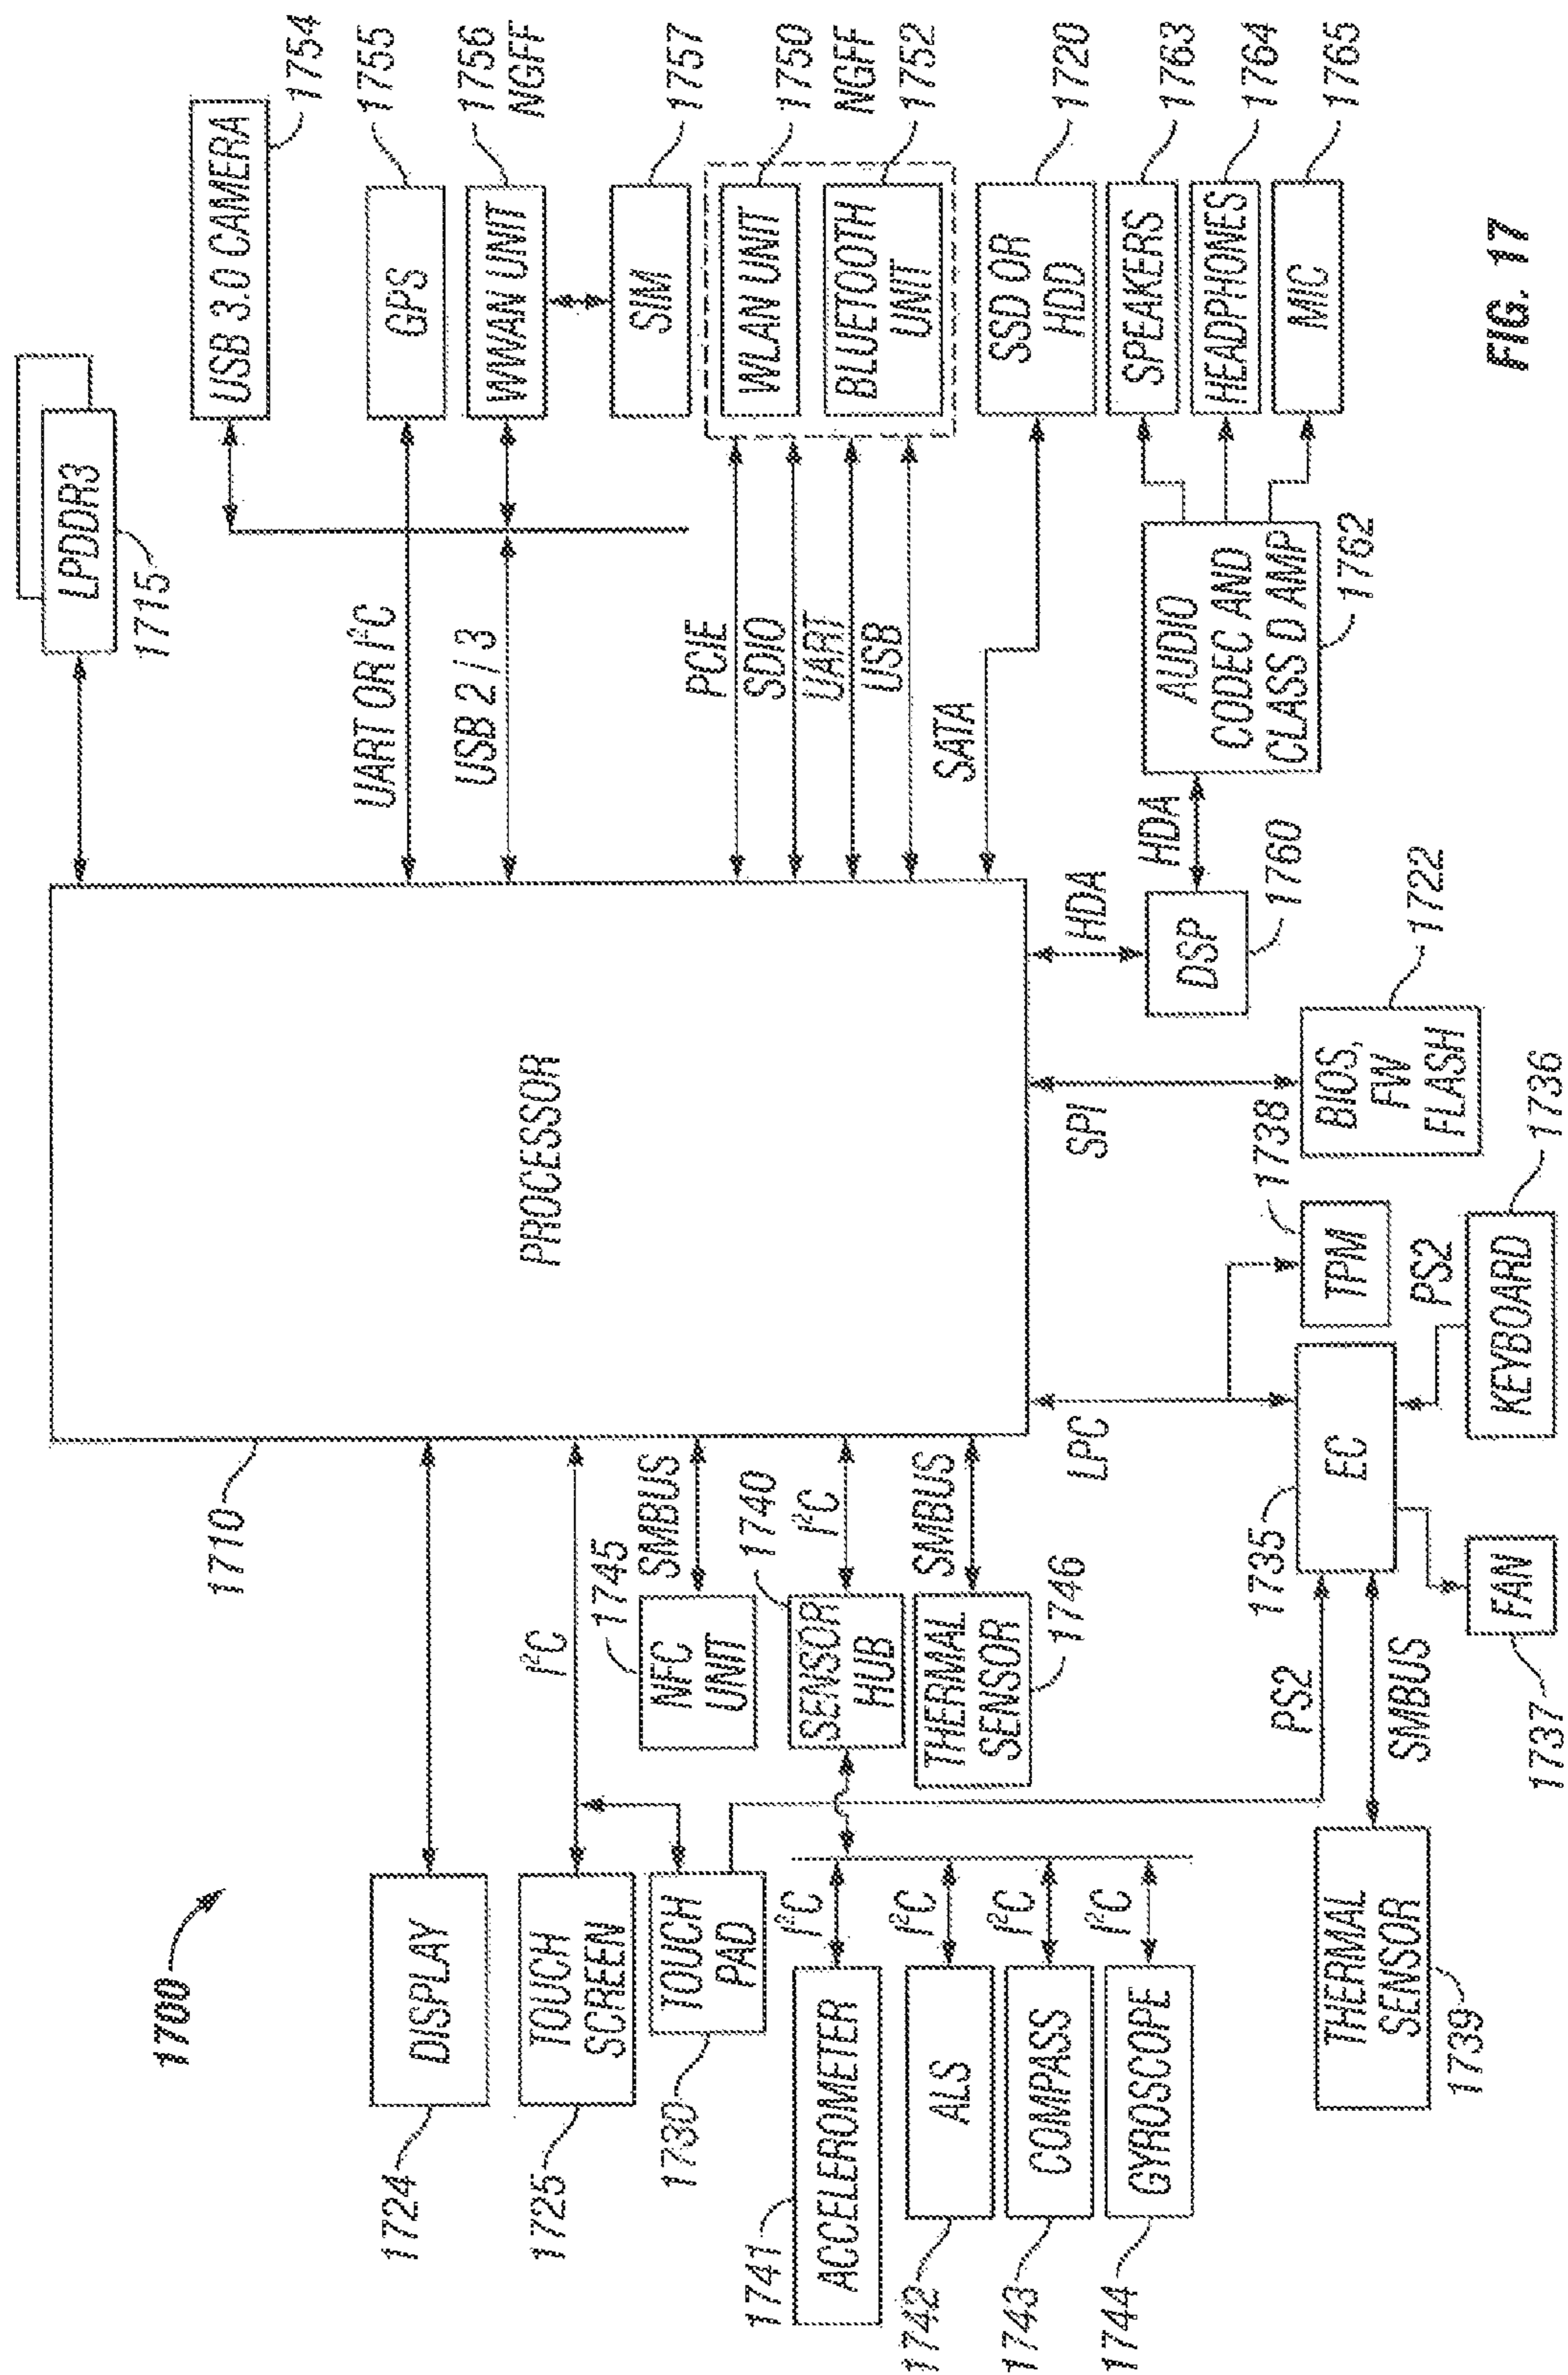 1700
LPDDR3
1715
1710
PROCESSOR
DISPLAY
1724
TOUCH
SCREEN
1725
I²C
TOUCH
PAD
1730
NFC
UNIT
1745
SMBUS
SENSOR
HUB
1740
I²C
THERMAL
SENSOR
1746
SMBUS
ACCELEROMETER
1741
I²C
ALS
1742
I²C
COMPASS
1743
I²C
GYROSCOPE
1744
I²C
THERMAL
SENSOR
1739
SMBUS
PS2
LPC
EC
1735
FAN
1737
KEYBOARD
1736
PS2
TPM
1738
SPI
BIOS,
FW
FLASH
1722
HDA
DSP
1760
HDA
AUDIO
CODEC AND
CLASS D AMP
1762
USB 3.0 CAMERA
1754
UART OR I²C
GPS
1755
USB 2 / 3
WWAN UNIT
1756
NGFF
SIM
1757
PCIE
SDIO
UART
USB
WLAN UNIT
1750
NGFF
BLUETOOTH
UNIT
1752
SATA
SSD OR
HDD
1720
SPEAKERS
1763
HEADPHONES
1764
MIC
1765
FIG. 17